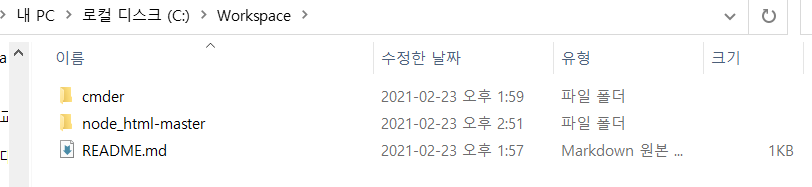 내 PC > 로컬 디스크 (C:) > Workspace >
이름 수정한 날짜 유형 크기
cmder 2021-02-23 오후 1:59 파일 폴더
node_html-master 2021-02-23 오후 2:51 파일 폴더
README.md 2021-02-23 오후 1:57 Markdown 원본 ... 1KB